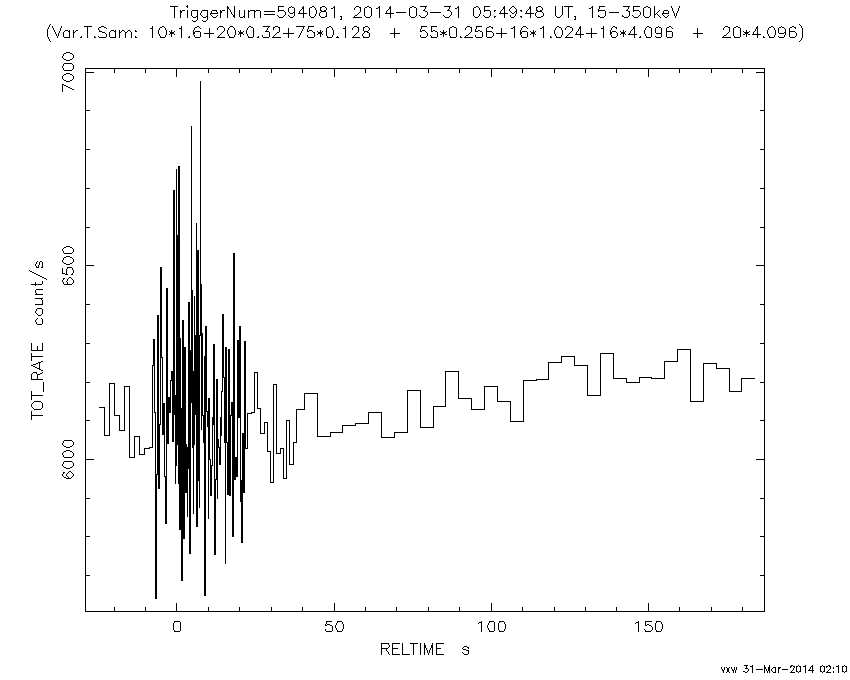 TriggerNum=594081, 2014-03-31 05:49:48 UT, 15-350keV
(Var.T.Sam: 10*1.6+20*0.32+75*0.128 + 55*0.256+16*1.024+16*4.096 + 20*4.096)
7000
6500
6000
TOT_RATE count/s
0 50 100 150
RELTIME s
vxw 31-Mar-2014 02:10